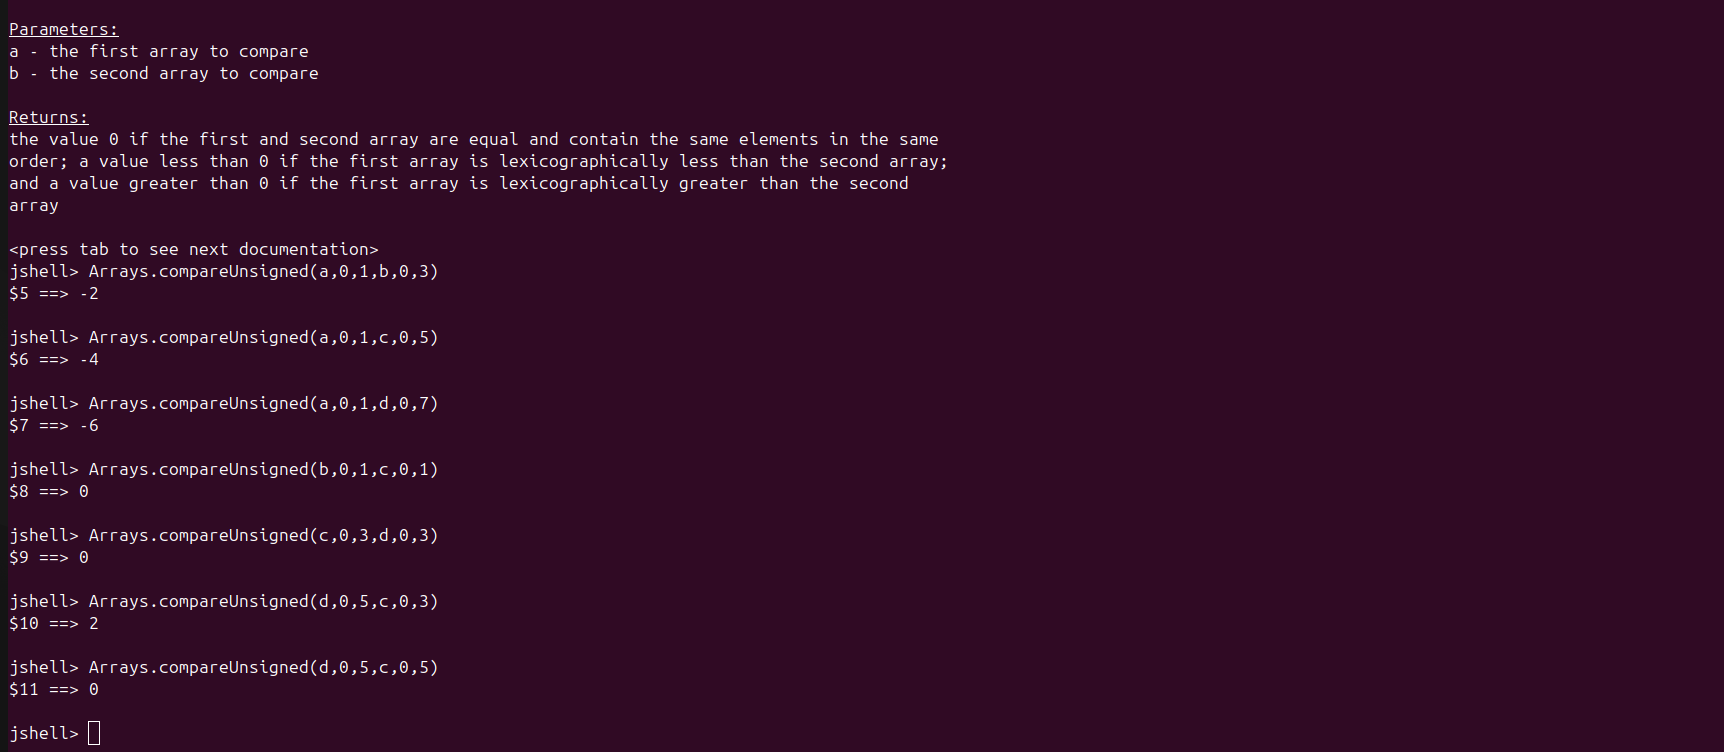 Parameters:
a - the first array to compare
b - the second array to compare
Returns:
the value 0 if the first and second array are equal and contain the same elements in the same
order; a value less than 0 if the first array is lexicographically less than the second array;
and a value greater than 0 if the first array is lexicographically greater than the second
array
<press tab to see next documentation>
jshell> Arrays.compareUnsigned(a,0,1,b,0,3)
$5 ==> -2
jshell> Arrays.compareUnsigned(a,0,1,c,0,5)
$6 ==> -4
jshell> Arrays.compareUnsigned(a,0,1,d,0,7)
$7 ==> -6
jshell> Arrays.compareUnsigned(b,0,1,c,0,1)
$8 ==> 0
jshell> Arrays.compareUnsigned(c,0,3,d,0,3)
$9 ==> 0
jshell> Arrays.compareUnsigned(d,0,5,c,0,3)
$10 ==> 2
jshell> Arrays.compareUnsigned(d,0,5,c,0,5)
$11 ==> 0
jshell>